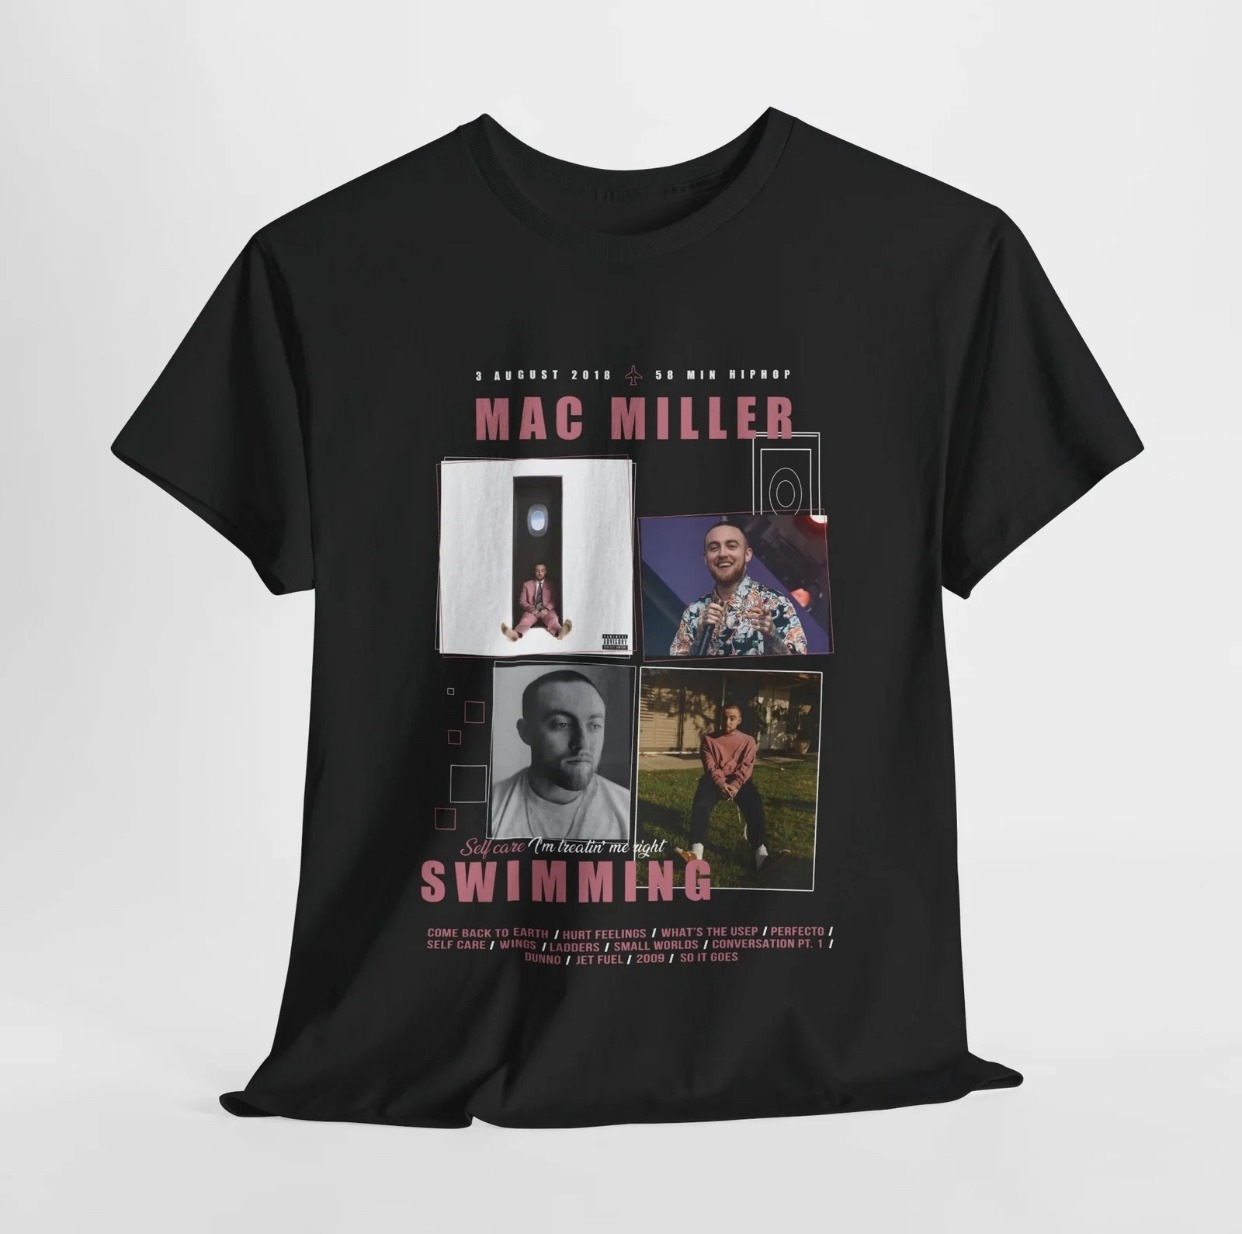 3 AUGUST 2018 58 MIN HIPHOP
MAC MILLER
Self care I'm treatin' me right
SWIMMING
COME BACK TO EARTH / HURT FEELINGS / WHAT'S THE USEP / PERFECTO /
SELF CARE / WINGS / LADDERS / SMALL WORLDS / CONVERSATION PT. 1 /
DUNNO / JET FUEL / 2009 / SO IT GOES